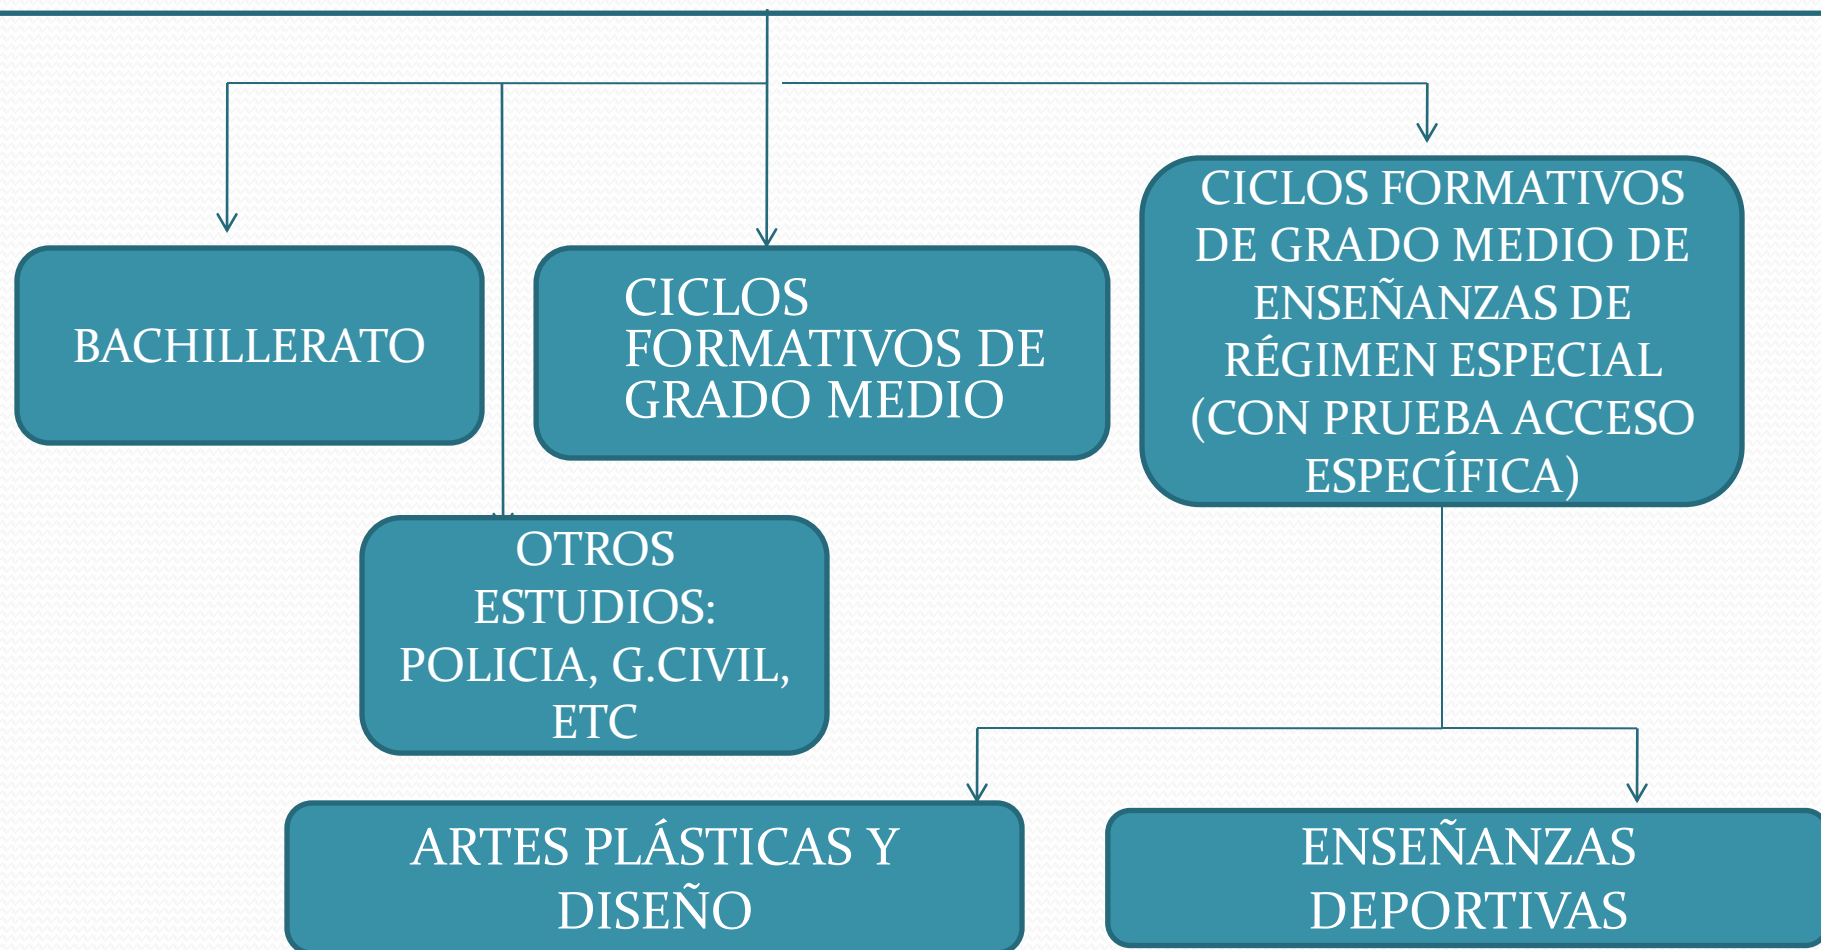 BACHILLERATO
CICLOS
FORMATIVOS DE
GRADO MEDIO
CICLOS FORMATIVOS
DE GRADO MEDIO DE
ENSEÑANZAS DE
RÉGIMEN ESPECIAL
(CON PRUEBA ACCESO
ESPECÍFICA)
OTROS
ESTUDIOS:
POLICIA, G.CIVIL,
ETC
ARTES PLÁSTICAS Y
DISEÑO
ENSEÑANZAS
DEPORTIVAS